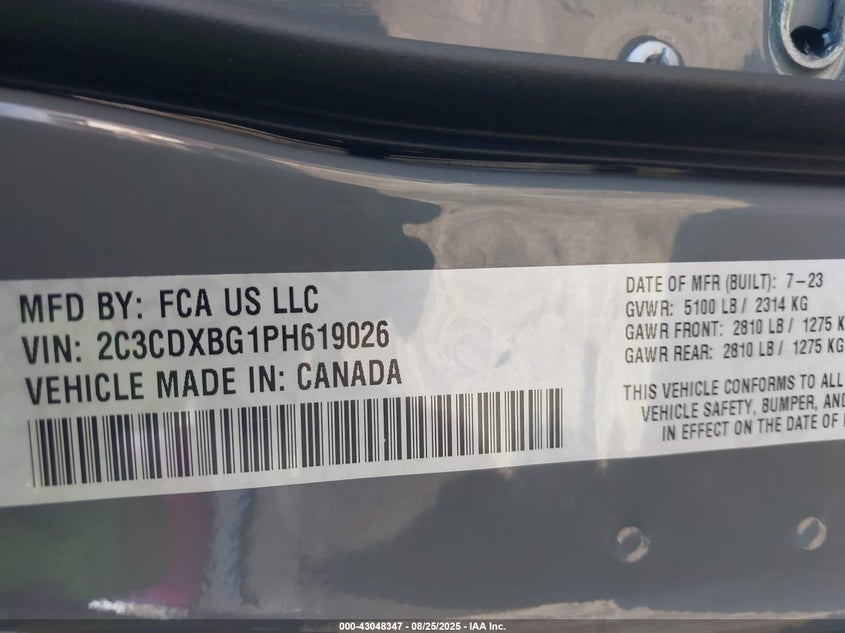 MFD BY: FCA US LLC
VIN: 2C3CDXBG1PH619026
VEHICLE MADE IN: CANADA
DATE OF MFR (BUILT): 7-23
GVWR: 5100 LB / 2314 KG
GAWR FRONT: 2810 LB / 1275 K
GAWR REAR: 2810 LB / 1275 KG
THIS VEHICLE CONFORMS TO ALL
VEHICLE SAFETY, BUMPER, AND
IN EFFECT ON THE DATE OF
000-43048347 - 08/25/2025 - IAA Inc.